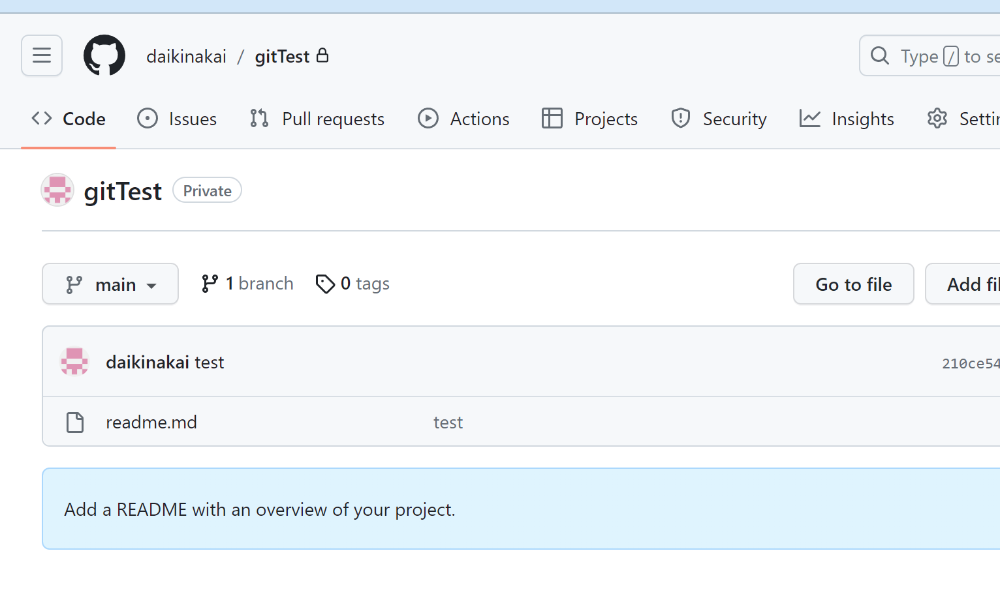 daikinakai / gitTest
Type / to se
Code Issues Pull requests Actions Projects Security Insights Settin
gitTest Private
main 1 branch 0 tags Go to file Add fil
daikinakai test 210ce54
readme.md test
Add a README with an overview of your project.